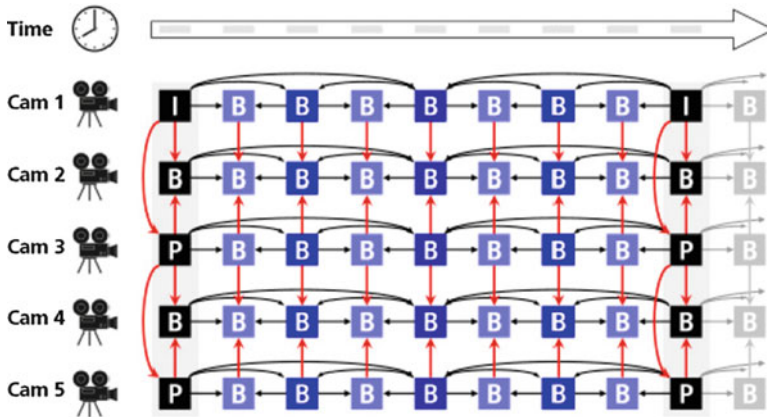 Time
Cam 1 I B B B B B B B I B
Cam 2 B B B B B B B B B B
Cam 3 P B B B B B B B P B
Cam 4 B B B B B B B B B B
Cam 5 P B B B B B B B P B